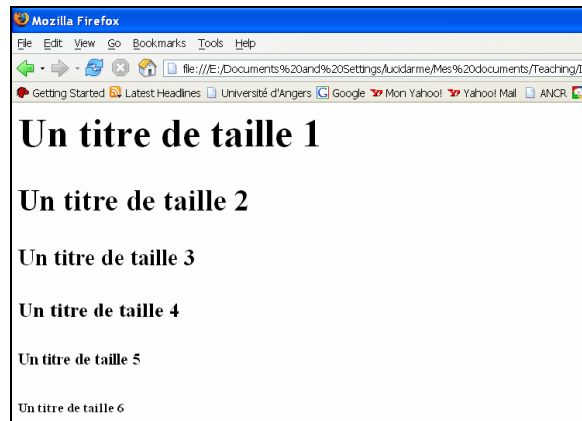 Mozilla Firefox
File Edit View Go Bookmarks Tools Help
file:///E:/Documents%20and%20Settings/lucidarme/Mes%20documents/Teaching/
Getting Started Latest Headlines Université d'Angers Google Mon Yahoo! Yahoo! Mail ANCR
Un titre de taille 1
Un titre de taille 2
Un titre de taille 3
Un titre de taille 4
Un titre de taille 5
Un titre de taille 6